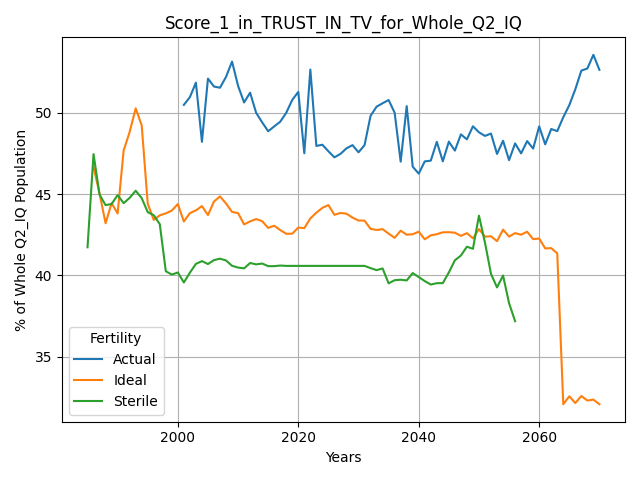 Score_1_in_TRUST_IN_TV_for_Whole_Q2_IQ
% of Whole Q2_IQ Population
50
45
40
35
Fertility
Actual
Ideal
Sterile
2000
2020
2040
2060
Years